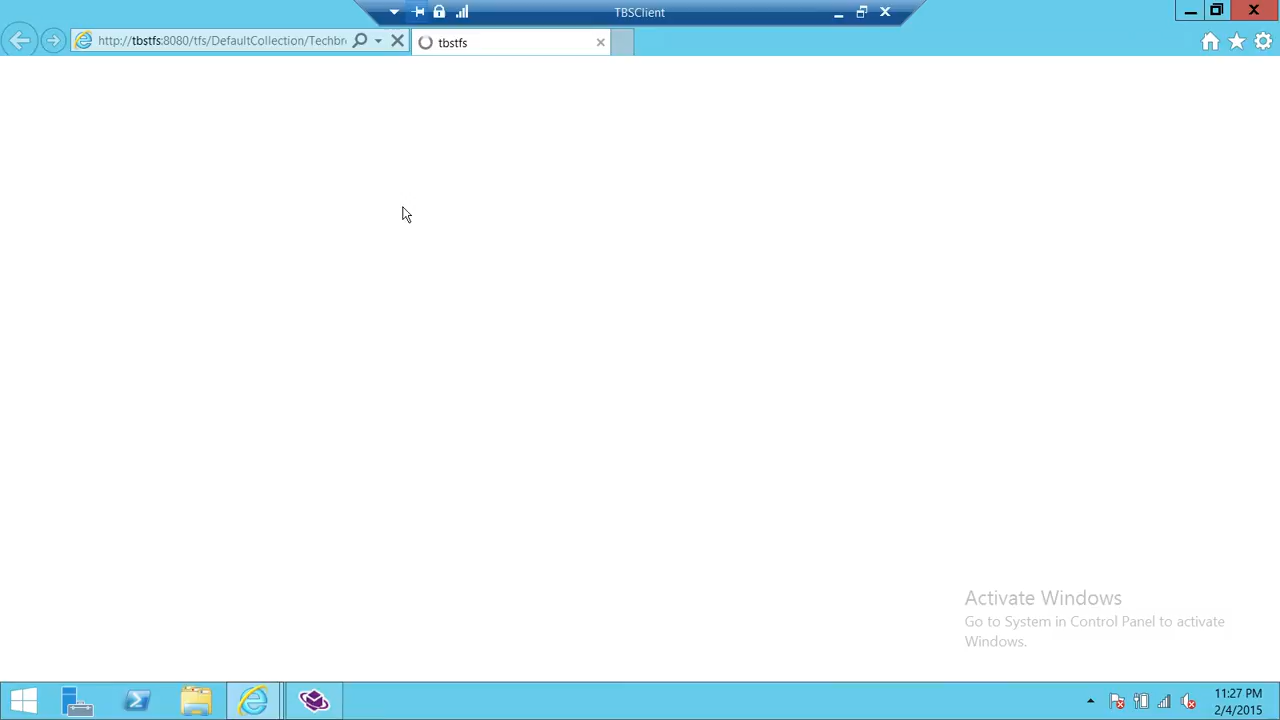 TBSClient
http://tbstfs:8080/tfs/DefaultCollection/Techbr
tbstfs
Activate Windows
Go to System in Control Panel to activate
Windows.
11:27 PM
2/4/2015